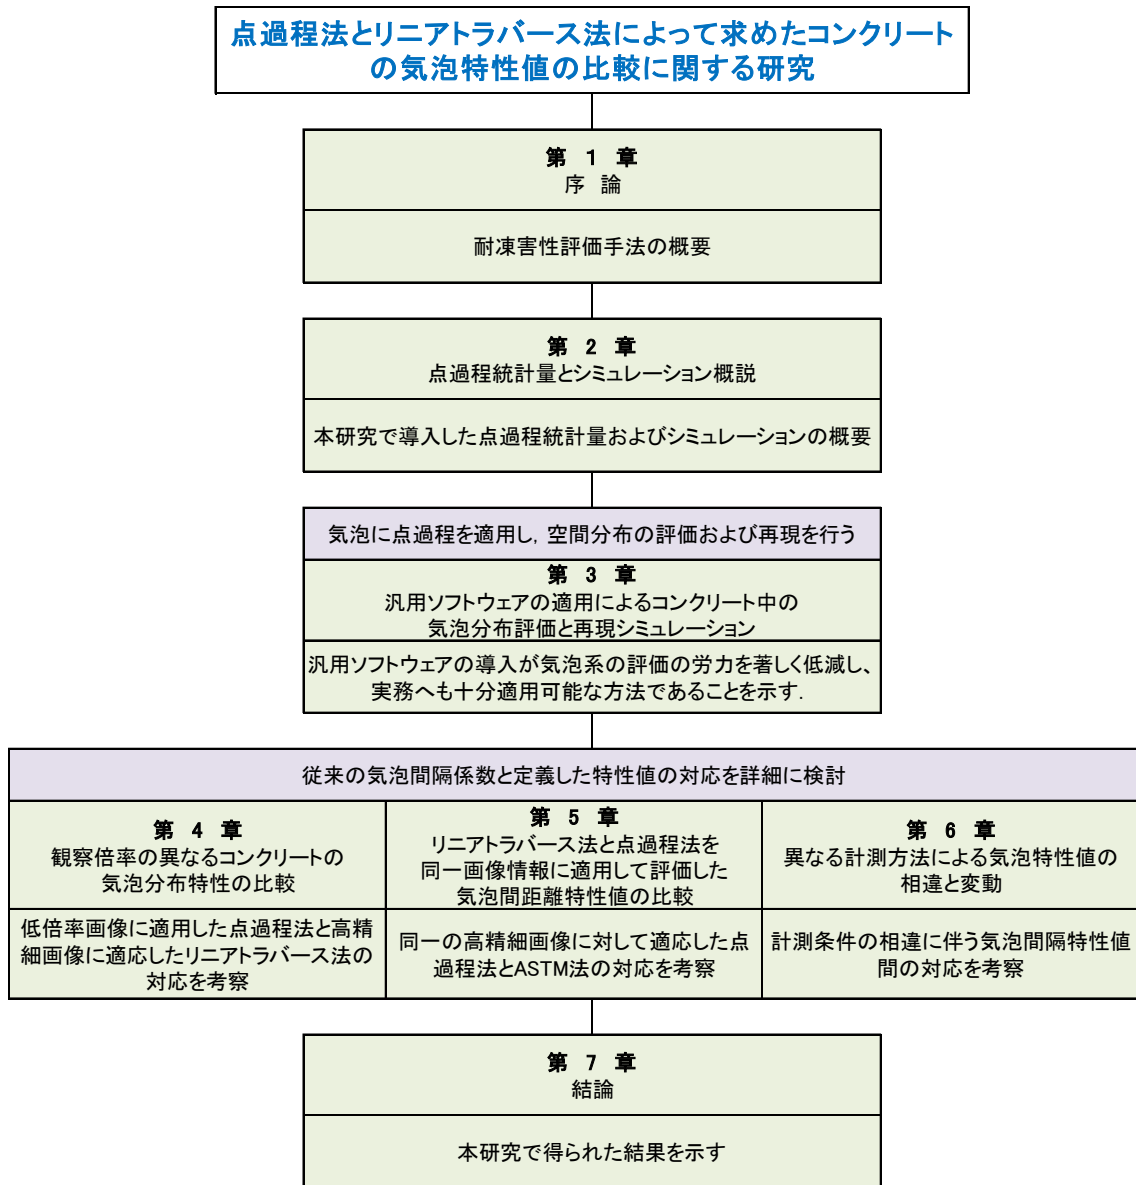 点過程法とリニアトラバース法によって求めたコンクリート
の気泡特性値の比較に関する研究
第 1 章
序 論
耐凍害性評価手法の概要
第 2 章
点過程統計量とシミュレーション概説
本研究で導入した点過程統計量およびシミュレーションの概要
気泡に点過程を適用し, 空間分布の評価および再現を行う
第 3 章
汎用ソフトウェアの適用によるコンクリート中の
気泡分布評価と再現シミュレーション
汎用ソフトウェアの導入が気泡系の評価の労力を著しく低減し、
実務へも十分適用可能な方法であることを示す.
従来の気泡間隔係数と定義した特性値の対応を詳細に検討
第 4 章
観察倍率の異なるコンクリートの
気泡分布特性の比較
低倍率画像に適用した点過程法と高精
細画像に適応したリニアトラバース法の
対応を考察
第 5 章
リニアトラバース法と点過程法を
同一画像情報に適用して評価した
気泡間距離特性値の比較
同一の高精細画像に対して適応した点
過程法とASTM法の対応を考察
第 6 章
異なる計測方法による気泡特性値の
相違と変動
計測条件の相違に伴う気泡間隔特性値
間の対応を考察
第 7 章
結論
本研究で得られた結果を示す